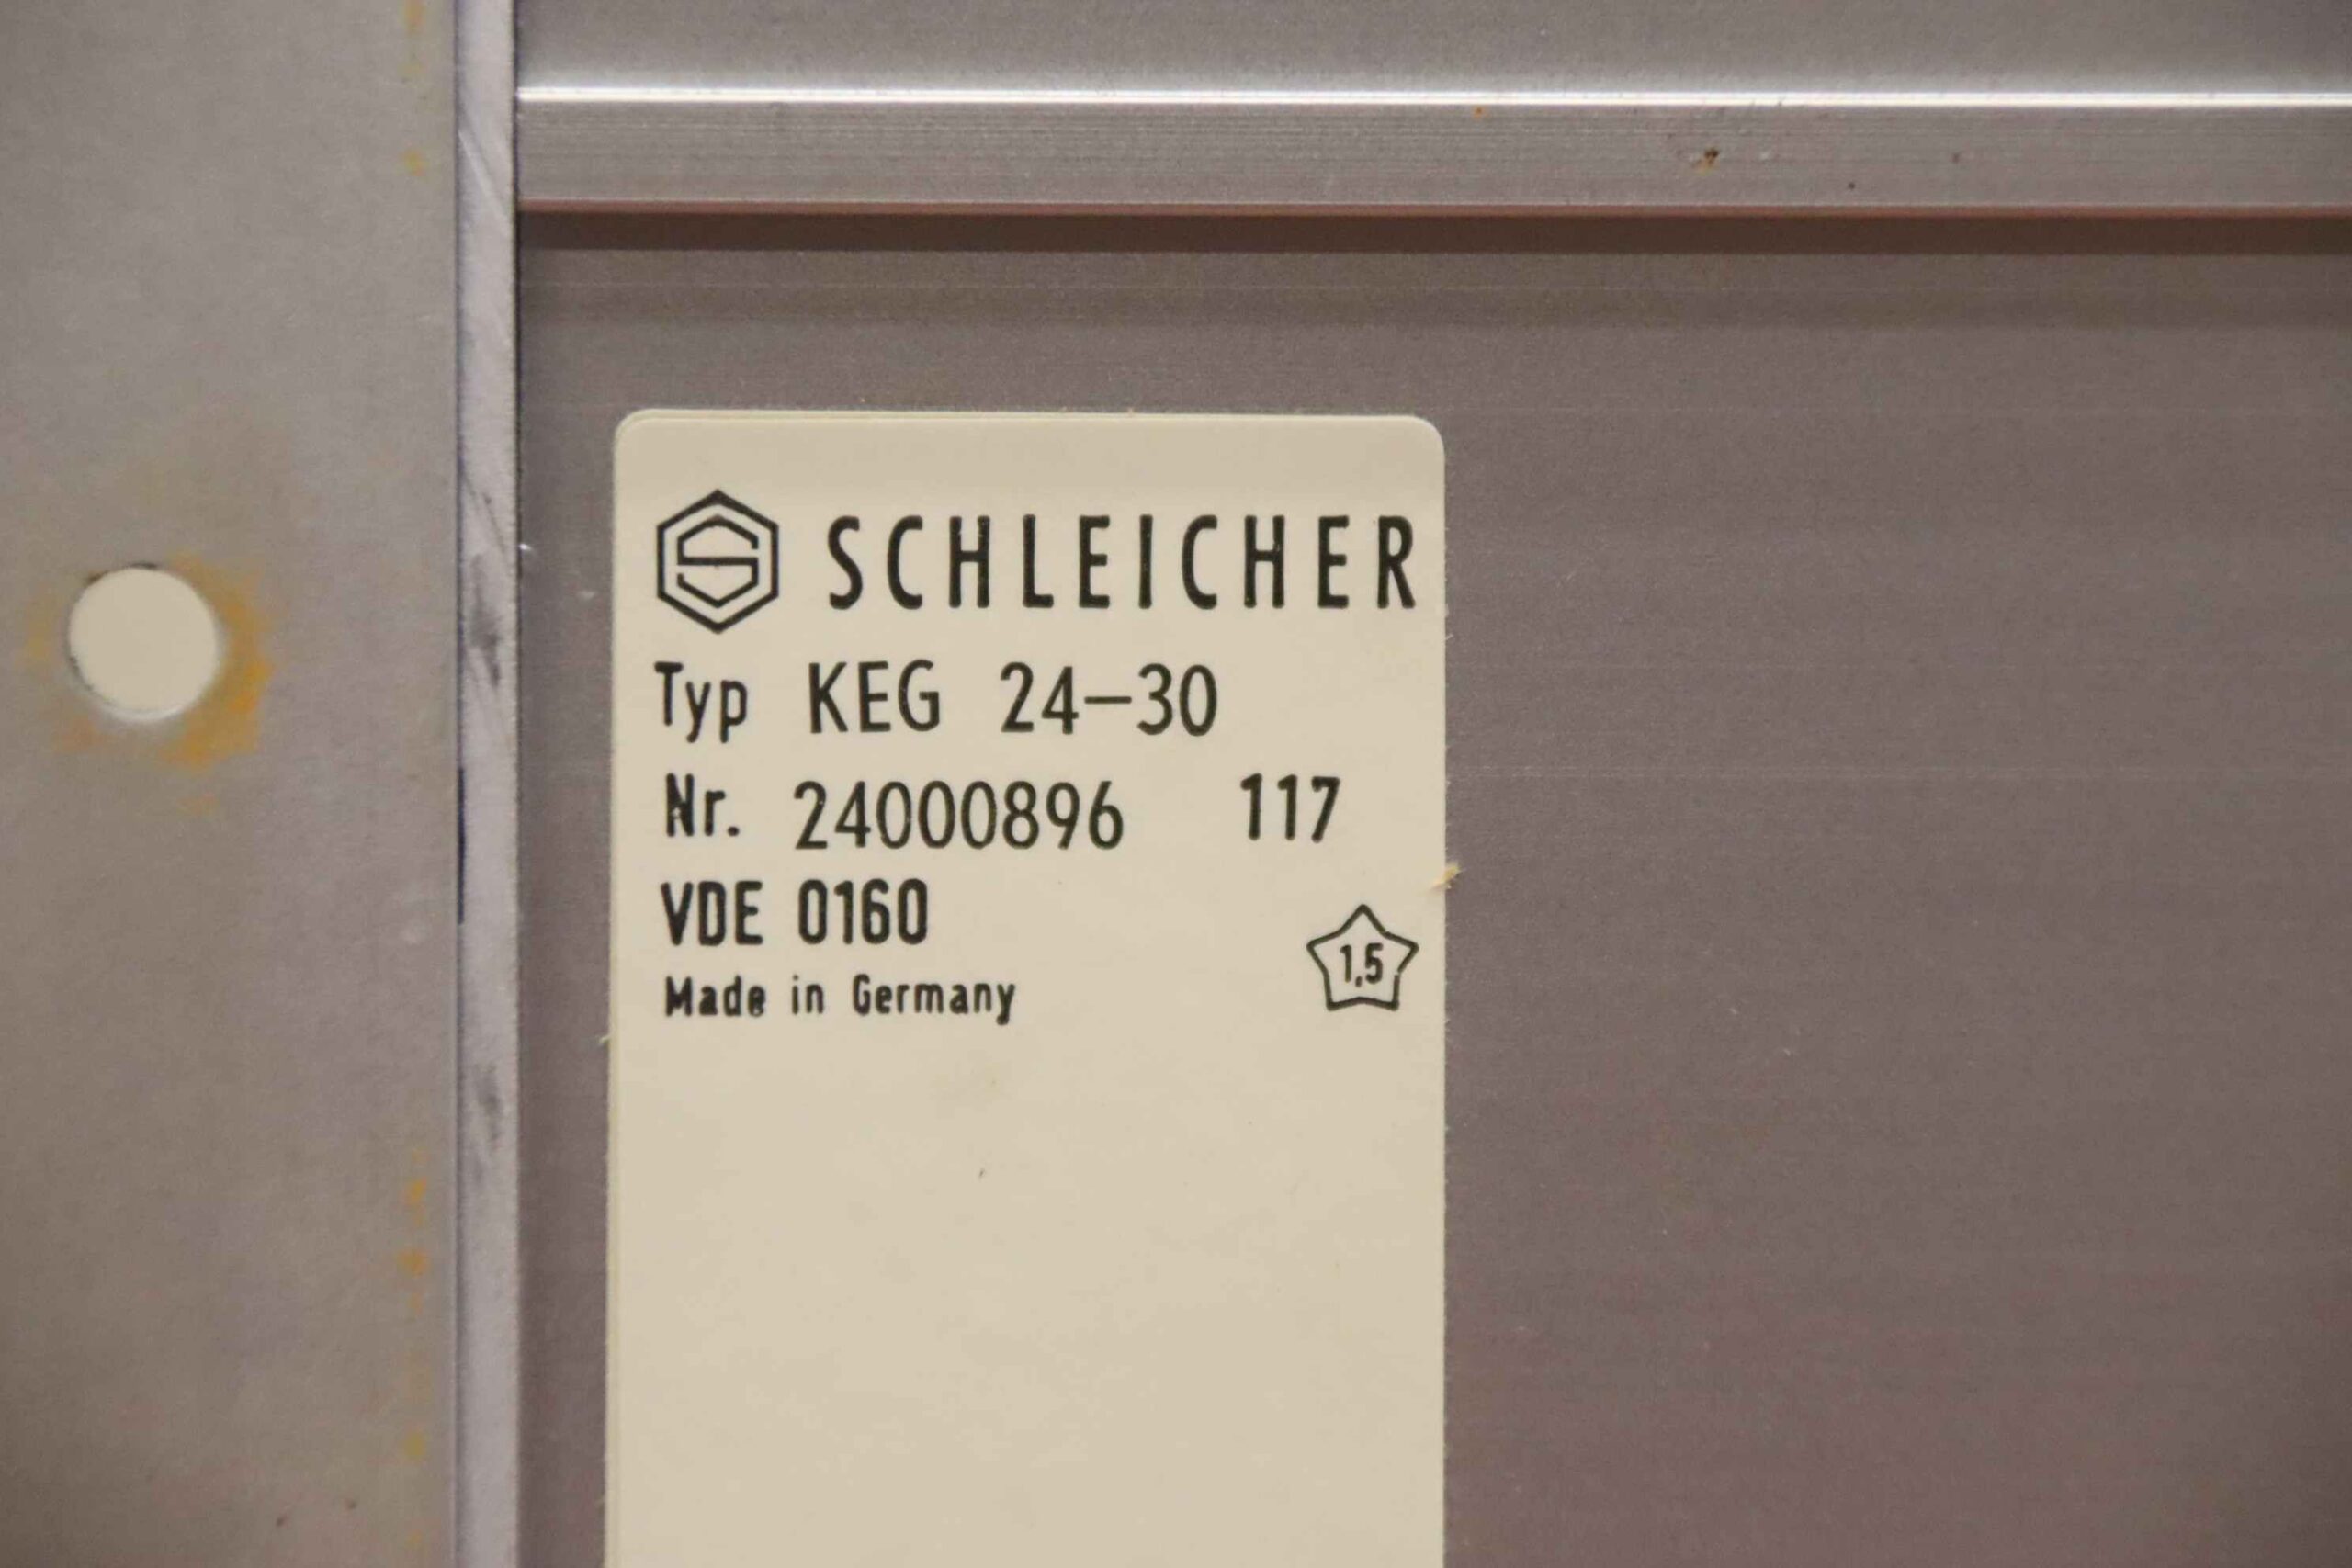 SCHLEICHER
Typ KEG 24-30
Nr. 24000896 117
VDE 0160
1,5
Made in Germany